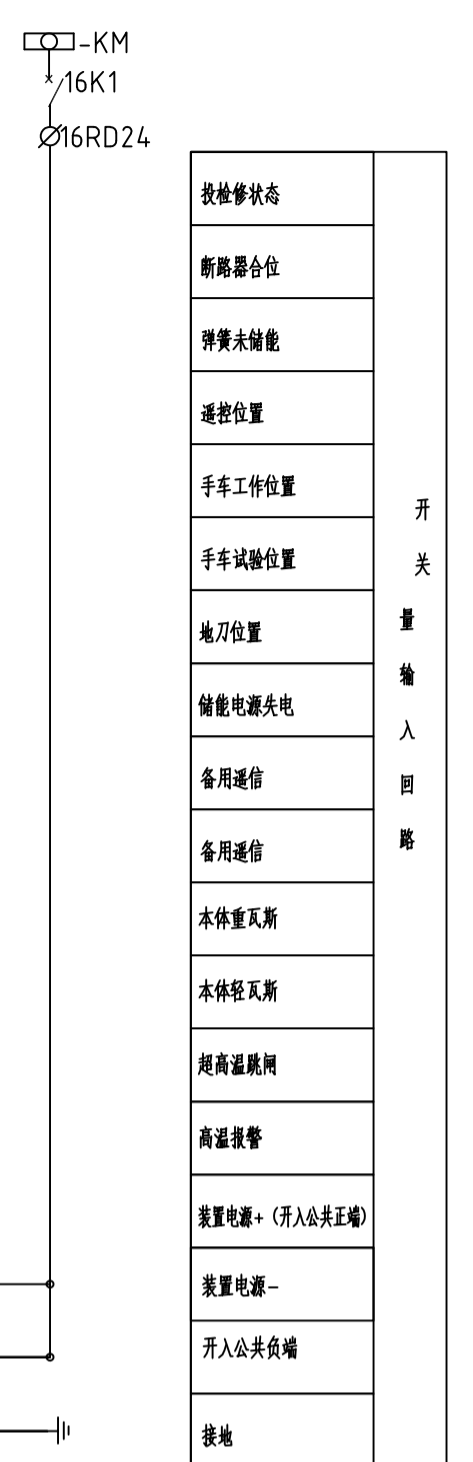 -KM
16K1
16RD24
投检修状态
断路器合位
弹簧未储能
遥控位置
手车工作位置
手车试验位置
地刀位置
储能电源失电
备用遥信
备用遥信
本体重瓦斯
本体轻瓦斯
超高温跳闸
高温报警
装置电源+（开入公共正端）
装置电源-
开入公共负端
接地
开
关
量
输
入
回
路